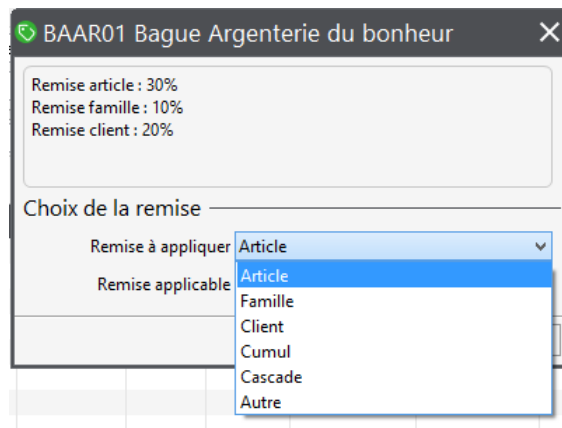 BAAR01 Bague Argenterie du bonheur
Remise article : 30%
Remise famille : 10%
Remise client : 20%
Choix de la remise
Remise à appliquer Article
Remise applicable
Article
Famille
Client
Cumul
Cascade
Autre